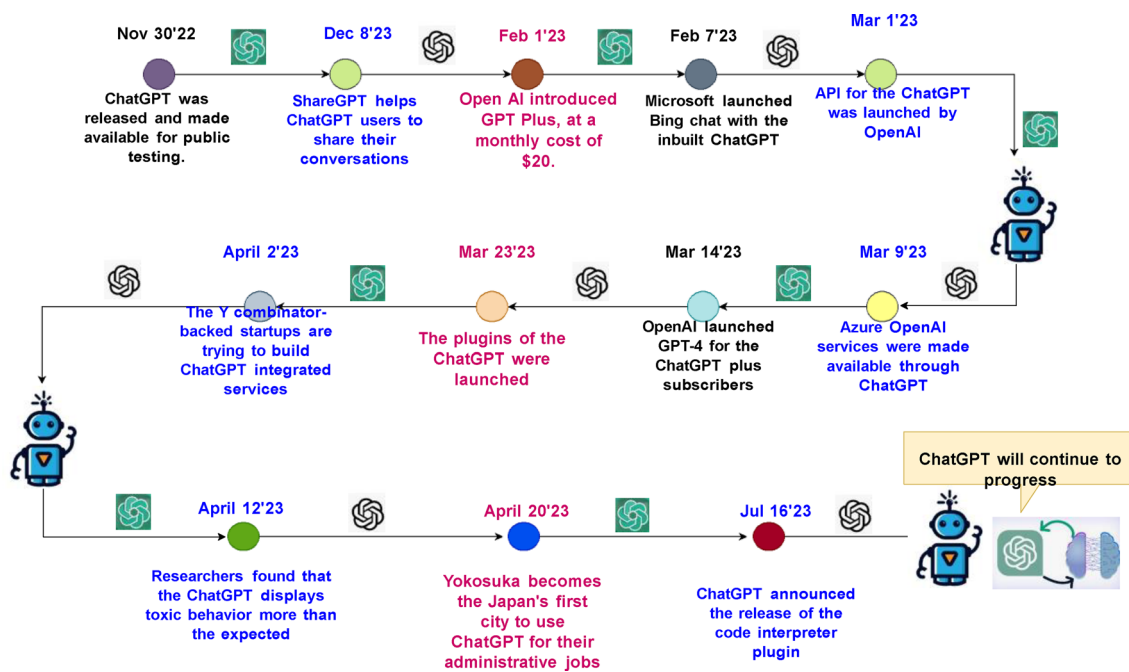 Nov 30'22
ChatGPT was
released and made
available for public
testing.
Dec 8'23
ShareGPT helps
ChatGPT users to
share their
conversations
Feb 1'23
Open AI introduced
GPT Plus, at a
monthly cost of
$20.
Feb 7'23
Microsoft launched
Bing chat with the
inbuilt ChatGPT
Mar 1'23
API for the ChatGPT
was launched by
OpenAI
Mar 9'23
Azure OpenAI
services were made
available through
ChatGPT
Mar 14'23
OpenAI launched
GPT-4 for the
ChatGPT plus
subscribers
Mar 23'23
The plugins of the
ChatGPT were
launched
April 2'23
The Y combinator-
backed startups are
trying to build
ChatGPT integrated
services
April 12'23
Researchers found that
the ChatGPT displays
toxic behavior more than
the expected
April 20'23
Yokosuka becomes
the Japan's first
city to use
ChatGPT for their
administrative jobs
Jul 16'23
ChatGPT announced
the release of the
code interpreter
plugin
ChatGPT will continue to
progress